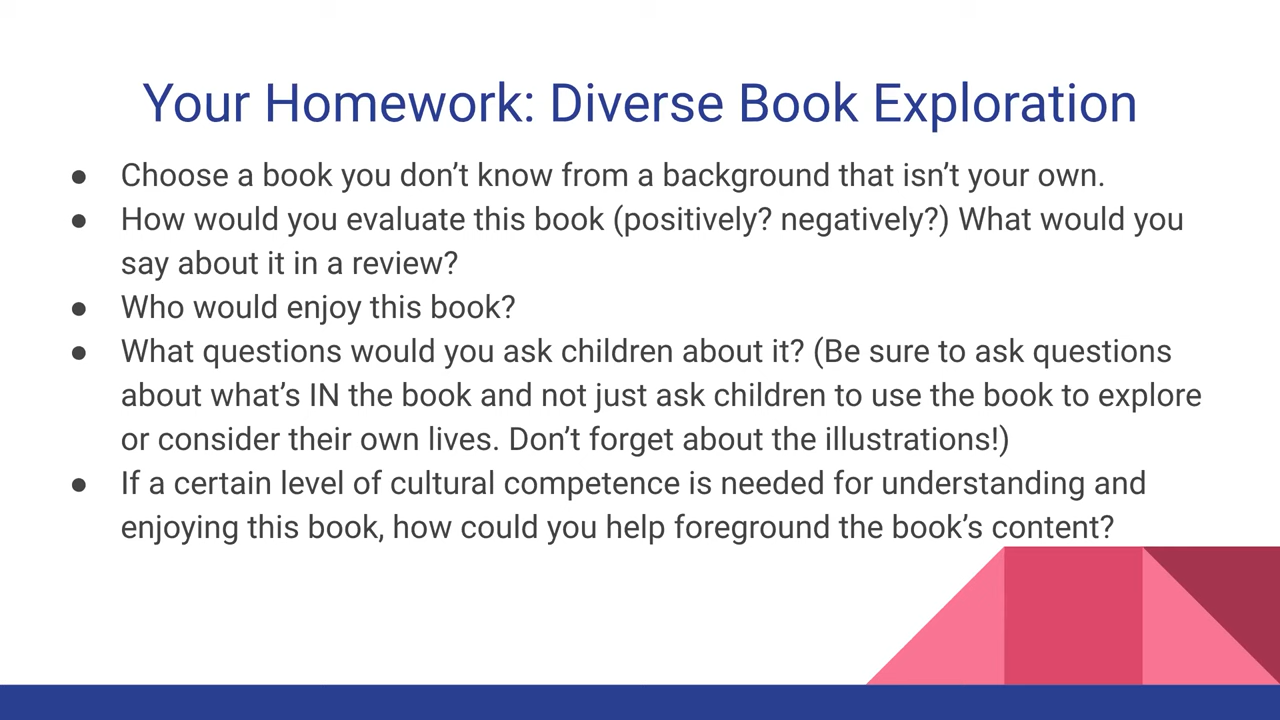 Your Homework: Diverse Book Exploration
● Choose a book you don’t know from a background that isn’t your own.
● How would you evaluate this book (positively? negatively?) What would you
say about it in a review?
● Who would enjoy this book?
● What questions would you ask children about it? (Be sure to ask questions
about what’s IN the book and not just ask children to use the book to explore
or consider their own lives. Don’t forget about the illustrations!)
● If a certain level of cultural competence is needed for understanding and
enjoying this book, how could you help foreground the book’s content?